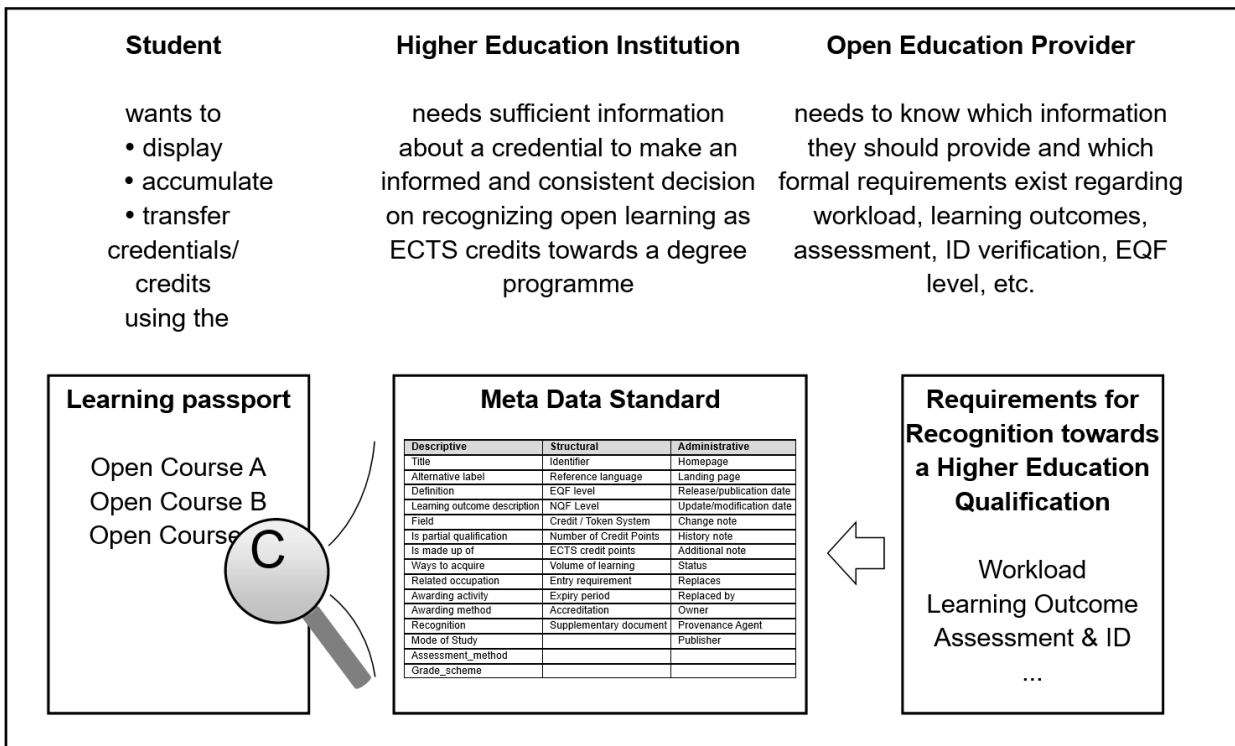 Student
wants to
• display
• accumulate
• transfer
credentials/
credits
using the
Higher Education Institution
needs sufficient information
about a credential to make an
informed and consistent decision
on recognizing open learning as
ECTS credits towards a degree
programme
Open Education Provider
needs to know which information
they should provide and which
formal requirements exist regarding
workload, learning outcomes,
assessment, ID verification, EQF
level, etc.
Learning passport
Open Course A
Open Course B
Open Course C
Meta Data Standard
Descriptive Structural Administrative
Title Identifier Homepage
Alternative label Reference language Landing page
Definition EQF level Release/publication date
Learning outcome description NQF Level Update/modification date
Field Credit / Token System Change note
Is partial qualification Number of Credit Points History note
Is made up of ECTS credit points Additional note
Ways to acquire Volume of learning Status
Related occupation Entry requirement Replaces
Awarding activity Expiry period Replaced by
Awarding method Accreditation Owner
Recognition Supplementary document Provenance Agent
Mode of Study Publisher
Assessment_method
Grade_scheme
Requirements for
Recognition towards
a Higher Education
Qualification
Workload
Learning Outcome
Assessment & ID
...